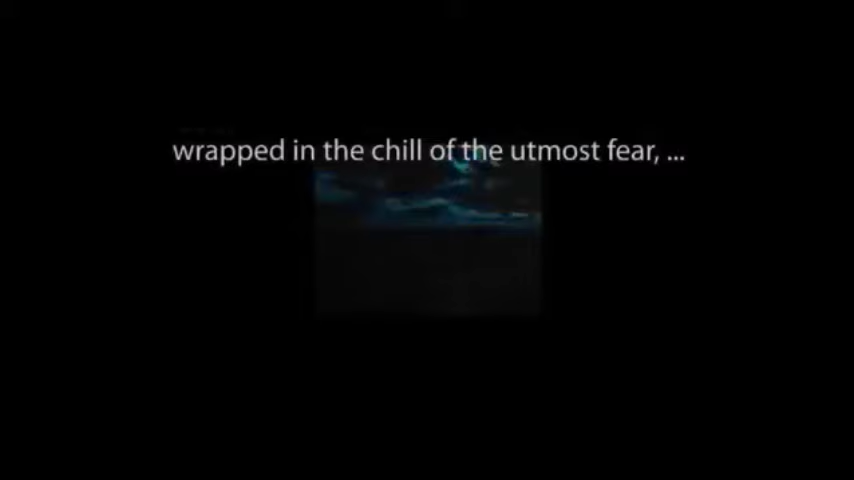 wrapped in the chill of the utmost fear, ...